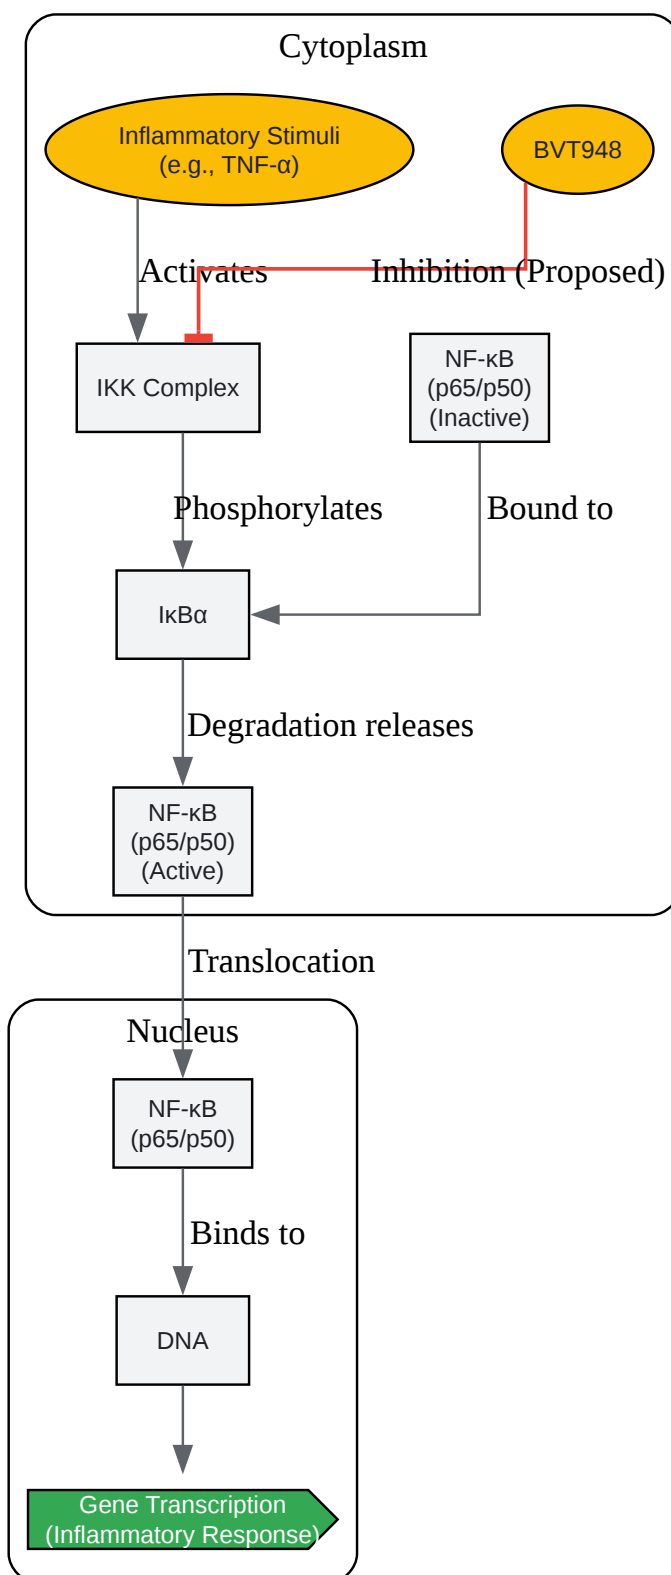 Cytoplasm
Inflammatory Stimuli
(e.g., TNF-α)
BVT948
Activates
Inhibition (Proposed)
IKK Complex
NF-κB
(p65/p50)
(Inactive)
Phosphorylates
Bound to
IκBα
Degradation releases
NF-κB
(p65/p50)
(Active)
Translocation
Nucleus
NF-κB
(p65/p50)
Binds to
DNA
Gene Transcription
(Inflammatory Response)